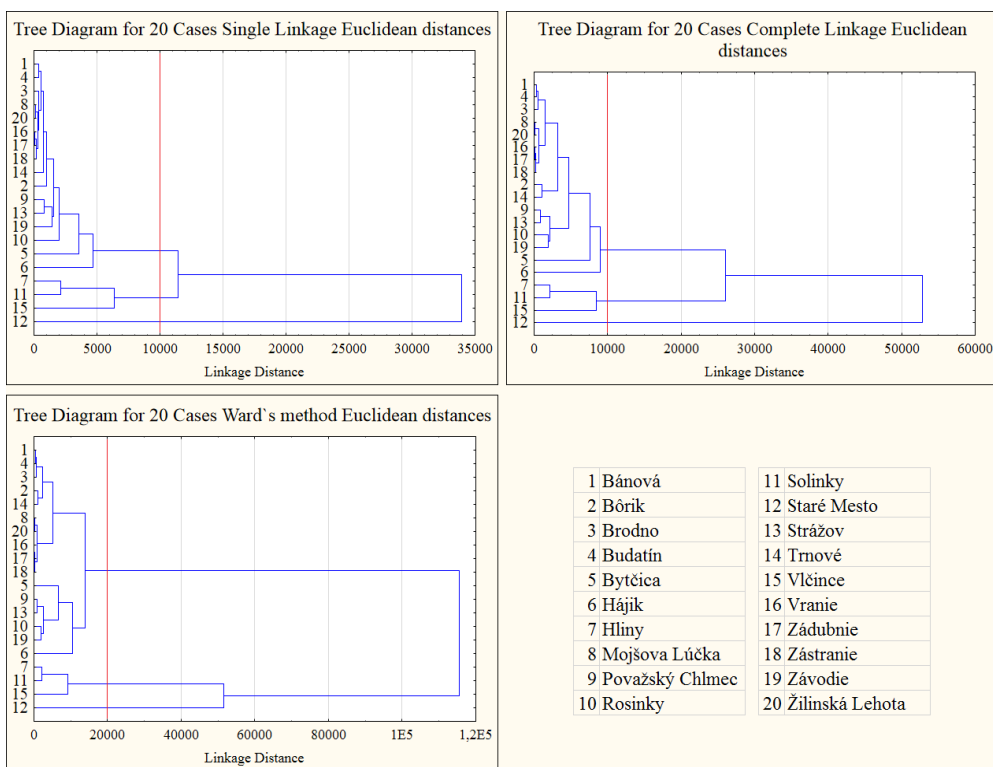 Tree Diagram for 20 Cases Single Linkage Euclidean distances
1
4
3
8
20
16
17
18
14
2
9
13
19
10
5
6
7
11
15
12
0 5000 10000 15000 20000 25000 30000 35000
Linkage Distance
Tree Diagram for 20 Cases Complete Linkage Euclidean
distances
1
4
3
8
20
16
17
18
2
14
9
13
10
19
5
6
7
11
15
12
0 10000 20000 30000 40000 50000 60000
Linkage Distance
Tree Diagram for 20 Cases Ward`s method Euclidean distances
1
4
3
2
14
8
20
16
17
18
5
9
13
10
19
6
7
11
15
12
0 20000 40000 60000 80000 1E5 1,2E5
Linkage Distance
1 Bánová
2 Bôrik
3 Brodno
4 Budatín
5 Bytčica
6 Hájik
7 Hliny
8 Mojšova Lúčka
9 Považský Chlmec
10 Rosinky
11 Solinky
12 Staré Mesto
13 Strážov
14 Trnové
15 Vlčince
16 Vranie
17 Zádubnie
18 Zástranie
19 Závodie
20 Žilinská Lehota